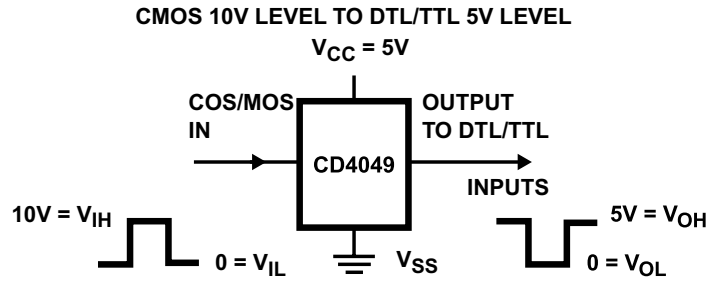 CMOS 10V LEVEL TO DTL/TTL 5V LEVEL
VCC = 5V
COS/MOS
IN
OUTPUT
TO DTL/TTL
CD4049
INPUTS
10V = VIH
0 = VIL
VSS
5V = VOH
0 = VOL